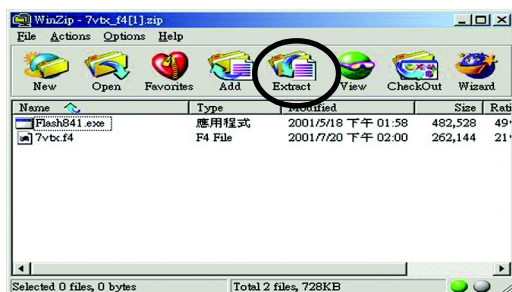 WinZip - 7vtx_f4[1].zip
File Actions Options Help
New Open Favorites Add Extract View CheckOut Wizard
Name Type Modified Size Rati
Flash841.exe 應用程式 2001/5/18 下午 01:58 482,528 49
7vtx.f4 F4 File 2001/7/20 下午 02:00 262,144 21
Selected 0 files, 0 bytes Total 2 files, 728KB